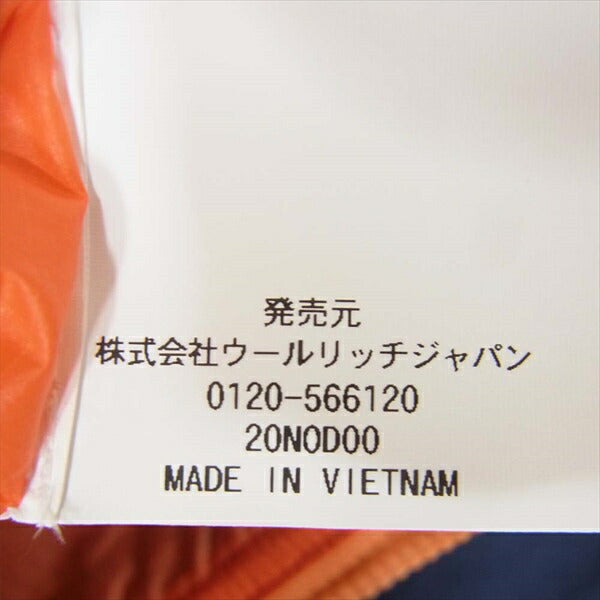 発売元
株式会社ウールリッチジャパン
0120-566120
20NOD00
MADE IN VIETNAM